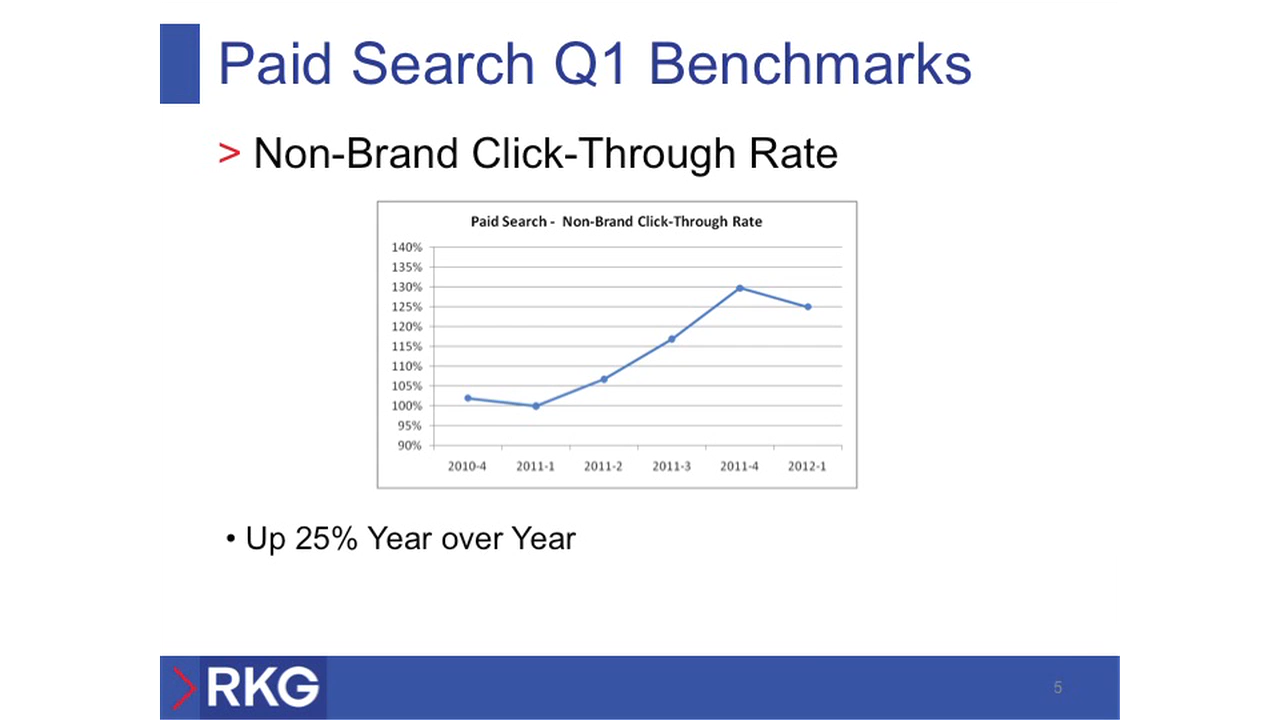 Paid Search Q1 Benchmarks
> Non-Brand Click-Through Rate
Paid Search - Non-Brand Click-Through Rate
140%
135%
130%
125%
120%
115%
110%
105%
100%
95%
90%
2010-4 2011-1 2011-2 2011-3 2011-4 2012-1
• Up 25% Year over Year
RKG
5